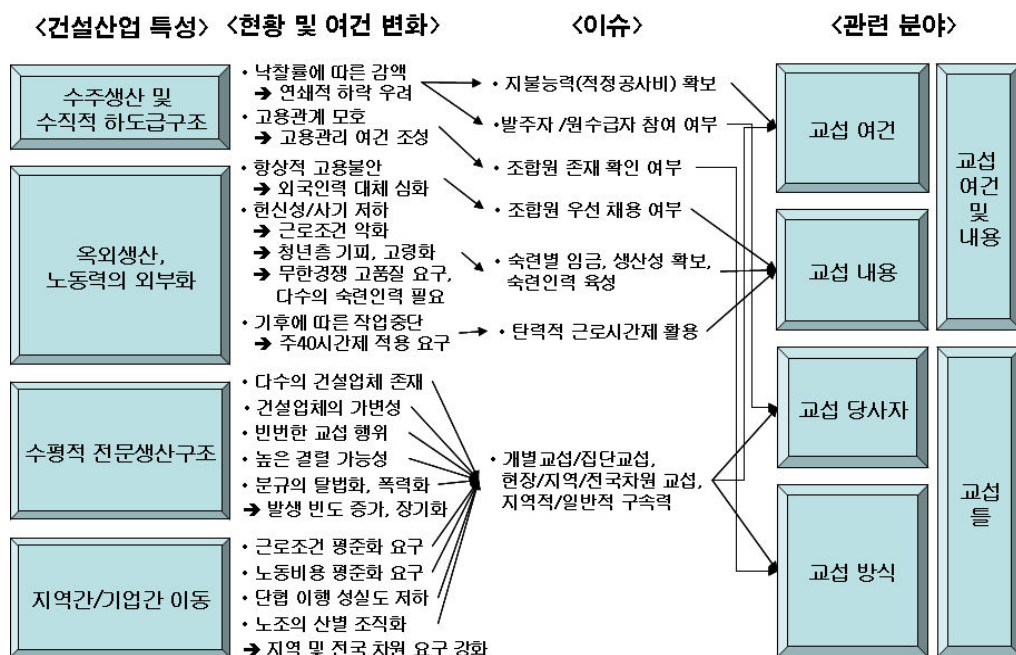 <건설산업 특성> <현황 및 여건 변화> <이슈> <관련 분야>
수주생산 및
수직적 하도급구조
옥외생산,
노동력의 외부화
수평적 전문생산구조
지역간/기업간 이동
• 낙찰률에 따른 감액
➔ 연쇄적 하락 우려
• 고용관계 모호
➔ 고용관리 여건 조성
• 항상적 고용불안
➔ 외국인력 대체 심화
• 헌신성/사기 저하
➔ 근로조건 악화
➔ 청년층 기피, 고령화
➔ 무한경쟁 고품질 요구,
다수의 숙련인력 필요
• 기후에 따른 작업중단
➔ 주40시간제 적용 요구
• 다수의 건설업체 존재
• 건설업체의 가변성
• 빈번한 교섭 행위
• 높은 결렬 가능성
• 분규의 탈법화, 폭력화
➔ 발생 빈도 증가, 장기화
• 근로조건 평준화 요구
• 노동비용 평준화 요구
• 단협 이행 성실도 저하
• 노조의 산별 조직화
➔ 지역 및 전국 차원 요구 강화
• 지불능력(적정공사비) 확보
• 발주자 /원수급자 참여 여부
• 조합원 존재 확인 여부
• 조합원 우선 채용 여부
• 숙련별 임금, 생산성 확보,
숙련인력 육성
• 탄력적 근로시간제 활용
• 개별교섭/집단교섭,
현장/지역/전국차원 교섭,
지역적/일반적 구속력
교섭 여건
교섭 내용
교섭 당사자
교섭 방식
교섭
여건
및
내용
교섭
틀